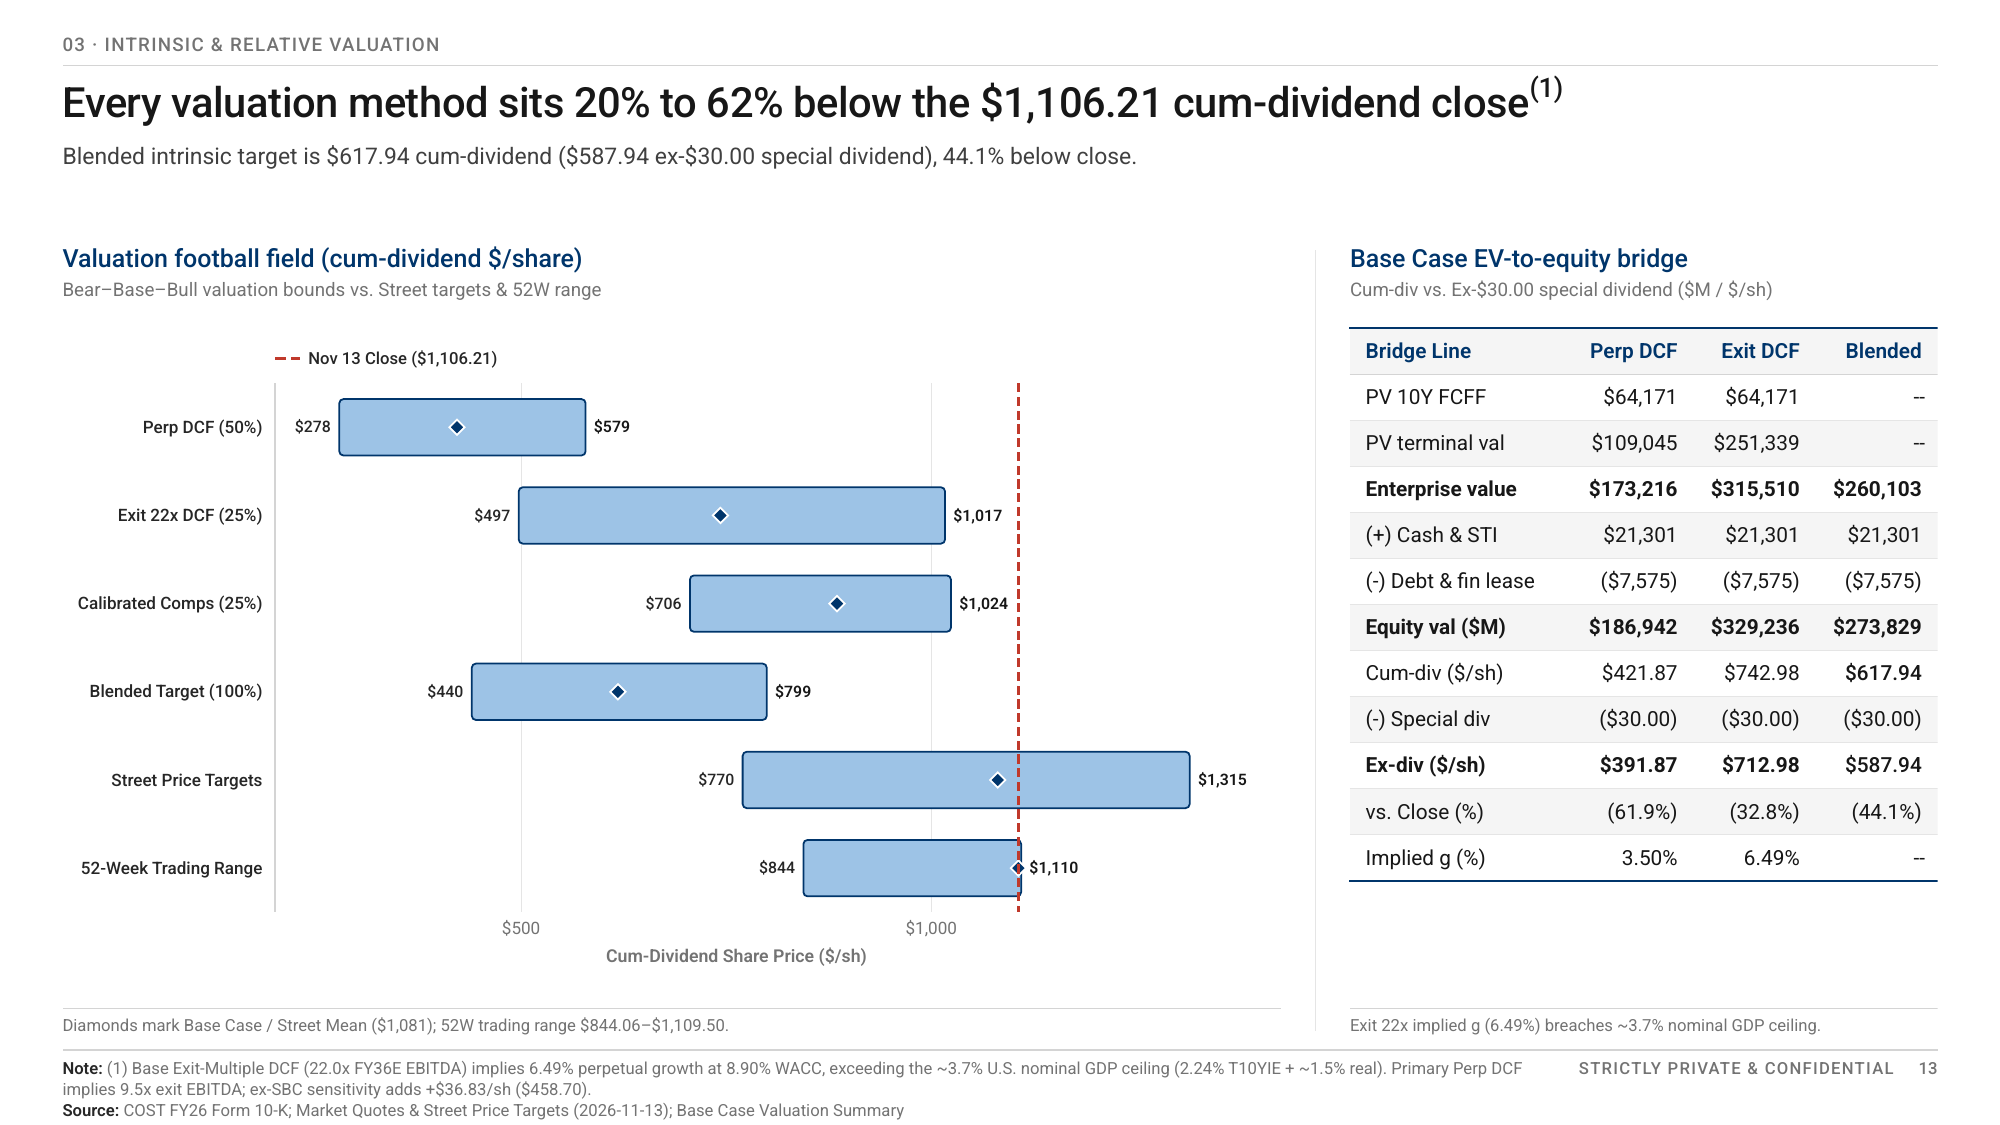 03 · INTRINSIC & RELATIVE VALUATION
Every valuation method sits 20% to 62% below the $1,106.21 cum-dividend close(1)
Blended intrinsic target is $617.94 cum-dividend ($587.94 ex-$30.00 special dividend), 44.1% below close.
Valuation football field (cum-dividend $/share)
Bear–Base–Bull valuation bounds vs. Street targets & 52W range
Nov 13 Close ($1,106.21)
Perp DCF (50%) $278 $579
Exit 22x DCF (25%) $497 $1,017
Calibrated Comps (25%) $706 $1,024
Blended Target (100%) $440 $799
Street Price Targets $770 $1,315
52-Week Trading Range $844 $1,110
$500 $1,000
Cum-Dividend Share Price ($/sh)
Diamonds mark Base Case / Street Mean ($1,081); 52W trading range $844.06–$1,109.50.
Base Case EV-to-equity bridge
Cum-div vs. Ex-$30.00 special dividend ($M / $/sh)
Bridge Line Perp DCF Exit DCF Blended
PV 10Y FCFF $64,171 $64,171 --
PV terminal val $109,045 $251,339 --
Enterprise value $173,216 $315,510 $260,103
(+) Cash & STI $21,301 $21,301 $21,301
(-) Debt & fin lease ($7,575) ($7,575) ($7,575)
Equity val ($M) $186,942 $329,236 $273,829
Cum-div ($/sh) $421.87 $742.98 $617.94
(-) Special div ($30.00) ($30.00) ($30.00)
Ex-div ($/sh) $391.87 $712.98 $587.94
vs. Close (%) (61.9%) (32.8%) (44.1%)
Implied g (%) 3.50% 6.49% --
Exit 22x implied g (6.49%) breaches ~3.7% nominal GDP ceiling.
Note: (1) Base Exit-Multiple DCF (22.0x FY36E EBITDA) implies 6.49% perpetual growth at 8.90% WACC, exceeding the ~3.7% U.S. nominal GDP ceiling (2.24% T10YIE + ~1.5% real). Primary Perp DCF
implies 9.5x exit EBITDA; ex-SBC sensitivity adds +$36.83/sh ($458.70).
Source: COST FY26 Form 10-K; Market Quotes & Street Price Targets (2026-11-13); Base Case Valuation Summary
STRICTLY PRIVATE & CONFIDENTIAL 13